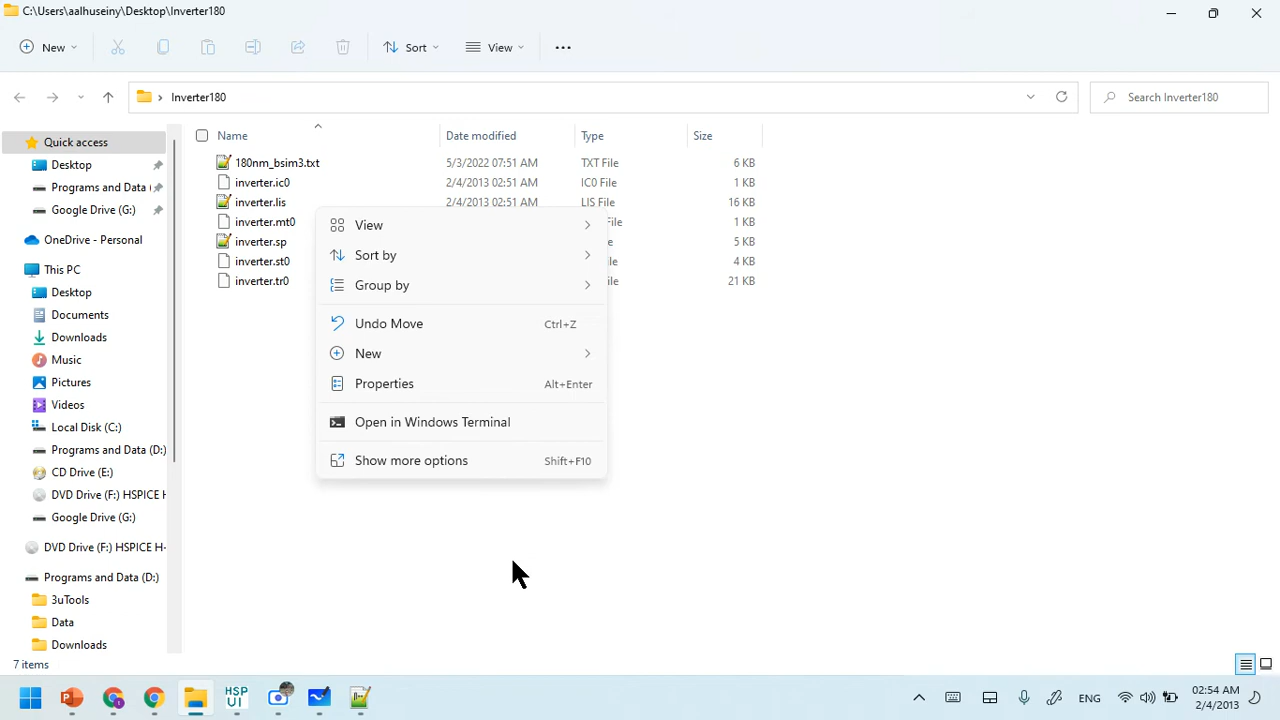 C:\Users\aalhuseiny\Desktop\Inverter180
New
Sort
View
Inverter180
Search Inverter180
Name
Date modified
Type
Size
180nm_bsim3.txt 5/3/2022 07:51 AM TXT File 6 KB
inverter.ic0 2/4/2013 02:51 AM IC0 File 1 KB
inverter.lis 2/4/2013 02:51 AM LIS File 16 KB
inverter.mt0 File 1 KB
inverter.sp 5 KB
inverter.st0 4 KB
inverter.tr0 21 KB
View
Sort by
Group by
Undo Move Ctrl+Z
New
Properties Alt+Enter
Open in Windows Terminal
Show more options Shift+F10
Quick access
Desktop
Programs and Data (
Google Drive (G:)
OneDrive - Personal
This PC
Desktop
Documents
Downloads
Music
Pictures
Videos
Local Disk (C:)
Programs and Data (D:)
CD Drive (E:)
DVD Drive (F:) HSPICE H
Google Drive (G:)
DVD Drive (F:) HSPICE H-
Programs and Data (D:)
3uTools
Data
Downloads
7 items
HSP
UI
ENG
02:54 AM
2/4/2013